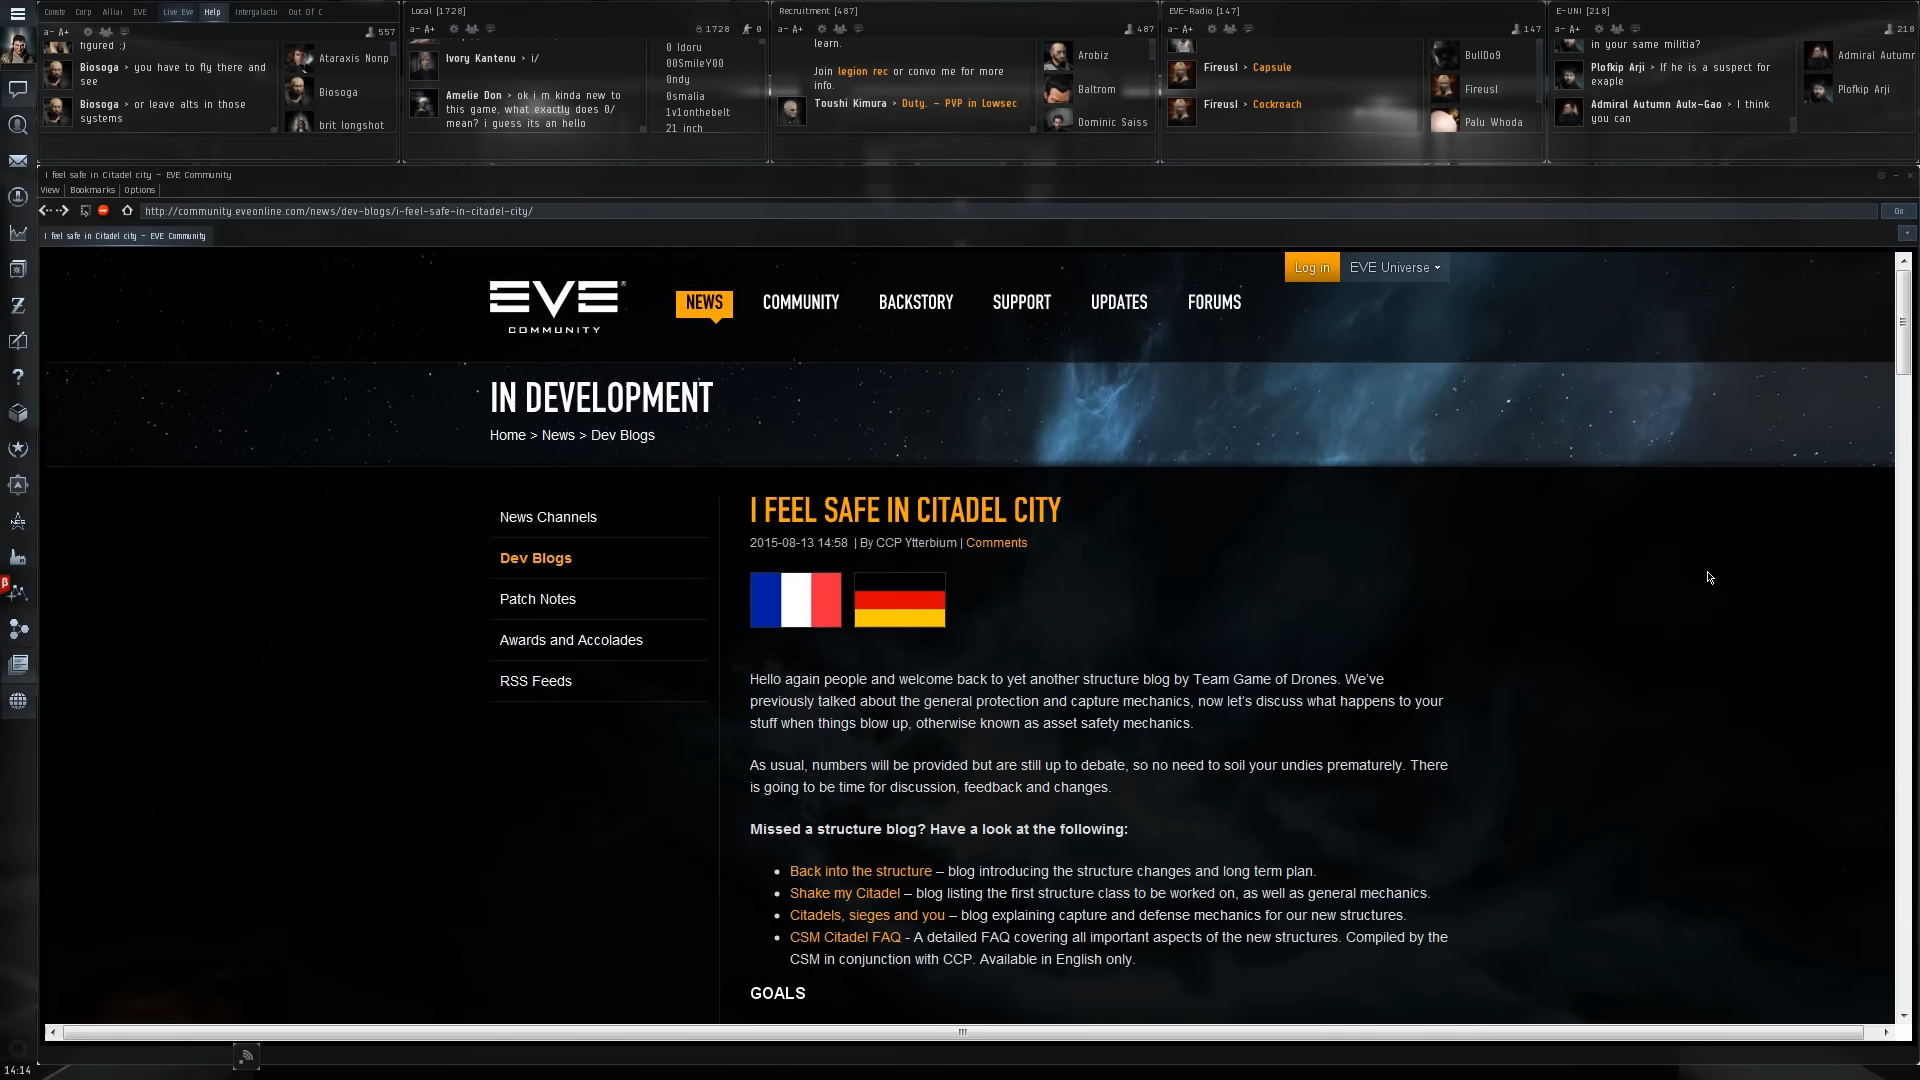 Conste Corp Allia EVE Live Eve Help Intergalacti Out Of C
a- A+ 557
figured :)
Biosoga > you have to fly there and
see
Biosoga > or leave alts in those
systems
Ataraxis Nonp
Biosoga
brit longshot
Local [1728]
a- A+ 1728 0
Ivory Kantenu > i/
Amelie Don > ok i m kinda new to
this game, what exactly does 0/
mean? i guess its an hello
0 Idoru
00SmileY00
0ndy
0smalia
1v1onthebelt
21 inch
Recruitment [487]
a- A+ 487
learn.
Join legion rec or convo me for more
info.
Toushi Kimura > Duty. - PVP in Lowsec
Arobiz
Baltrom
Dominic Saiss
EVE-Radio [147]
a- A+ 147
Fireusl > Capsule
Fireusl > Cockroach
BullDo9
Fireusl
Palu Whoda
E-UNI [218]
a- A+ 218
in your same militia?
Plofkip Arji > If he is a suspect for
exaple
Admiral Autumn Aulx-Gao > I think
you can
Admiral Autumn
Plofkip Arji
I feel safe in Citadel city - EVE Community
View Bookmarks Options
http://community.eveonline.com/news/dev-blogs/i-feel-safe-in-citadel-city/
Go
I feel safe in Citadel city - EVE Community
Log in EVE Universe
EVE
COMMUNITY
NEWS COMMUNITY BACKSTORY SUPPORT UPDATES FORUMS
IN DEVELOPMENT
Home > News > Dev Blogs
News Channels
Dev Blogs
Patch Notes
Awards and Accolades
RSS Feeds
I FEEL SAFE IN CITADEL CITY
2015-08-13 14:58 | By CCP Ytterbium | Comments
Hello again people and welcome back to yet another structure blog by Team Game of Drones. We've
previously talked about the general protection and capture mechanics, now let's discuss what happens to your
stuff when things blow up, otherwise known as asset safety mechanics.
As usual, numbers will be provided but are still up to debate, so no need to soil your undies prematurely. There
is going to be time for discussion, feedback and changes.
Missed a structure blog? Have a look at the following:
• Back into the structure – blog introducing the structure changes and long term plan.
• Shake my Citadel – blog listing the first structure class to be worked on, as well as general mechanics.
• Citadels, sieges and you – blog explaining capture and defense mechanics for our new structures.
• CSM Citadel FAQ - A detailed FAQ covering all important aspects of the new structures. Compiled by the
CSM in conjunction with CCP. Available in English only.
GOALS
β
14:14